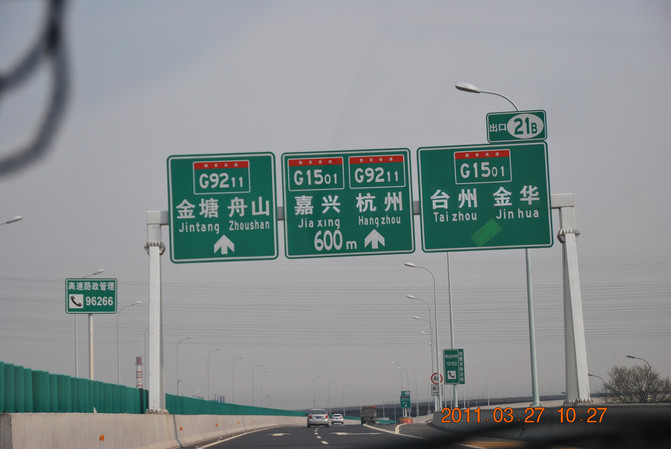 出口 21B
G9211
金塘 舟山
Jintang Zhoushan
G1501 G9211
嘉兴 杭州
Jiaxing Hangzhou
600m
G1501
台州 金华
Taizhou Jinhua
高速路政管理
96266
2011 03.27 10:27